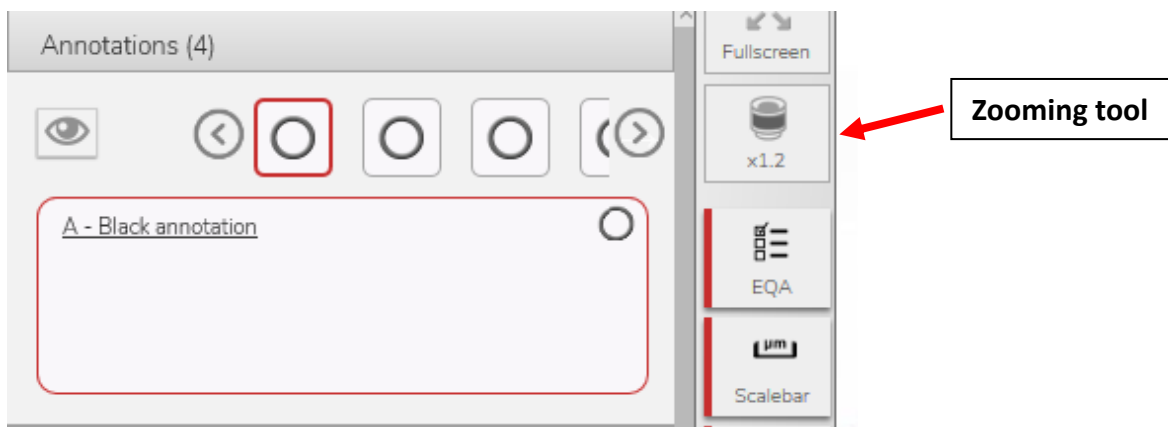 Annotations (4)
Fullscreen
x1.2
Zooming tool
A - Black annotation
EQA
µm
Scalebar